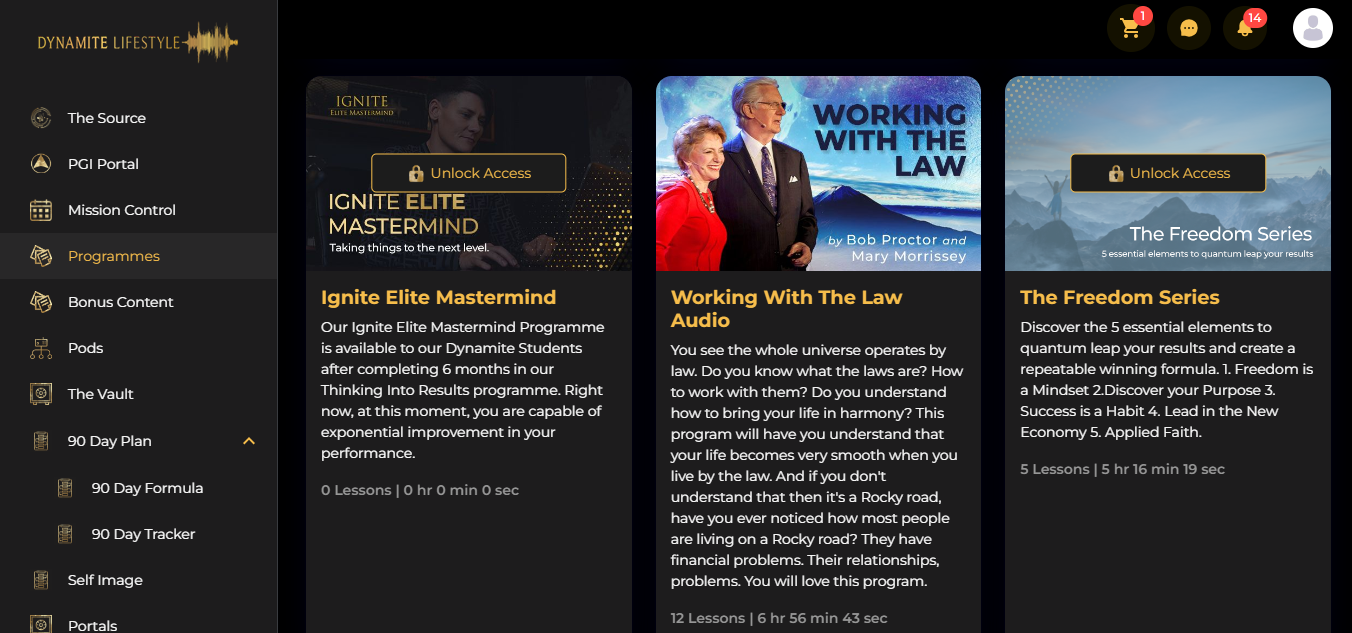 DYNAMITE LIFESTYLE
1
14
The Source
PGI Portal
Mission Control
Programmes
Bonus Content
Pods
The Vault
90 Day Plan
90 Day Formula
90 Day Tracker
Self Image
Portals
IGNITE
ELITE MASTERMIND
Unlock Access
IGNITE ELITE
MASTERMIND
Taking things to the next level.
Ignite Elite Mastermind
Our Ignite Elite Mastermind Programme
is available to our Dynamite Students
after completing 6 months in our
Thinking Into Results programme. Right
now, at this moment, you are capable of
exponential improvement in your
performance.
0 Lessons | 0 hr 0 min 0 sec
WORKING
WITH THE
LAW
by Bob Proctor and
Mary Morrissey
Working With The Law
Audio
You see the whole universe operates by
law. Do you know what the laws are? How
to work with them? Do you understand
how to bring your life in harmony? This
program will have you understand that
your life becomes very smooth when you
live by the law. And if you don't
understand that then it's a Rocky road,
have you ever noticed how most people
are living on a Rocky road? They have
financial problems. Their relationships,
problems. You will love this program.
12 Lessons | 6 hr 56 min 43 sec
Unlock Access
The Freedom Series
5 essential elements to quantum leap your results
The Freedom Series
Discover the 5 essential elements to
quantum leap your results and create a
repeatable winning formula. 1. Freedom is
a Mindset 2.Discover your Purpose 3.
Success is a Habit 4. Lead in the New
Economy 5. Applied Faith.
5 Lessons | 5 hr 16 min 19 sec